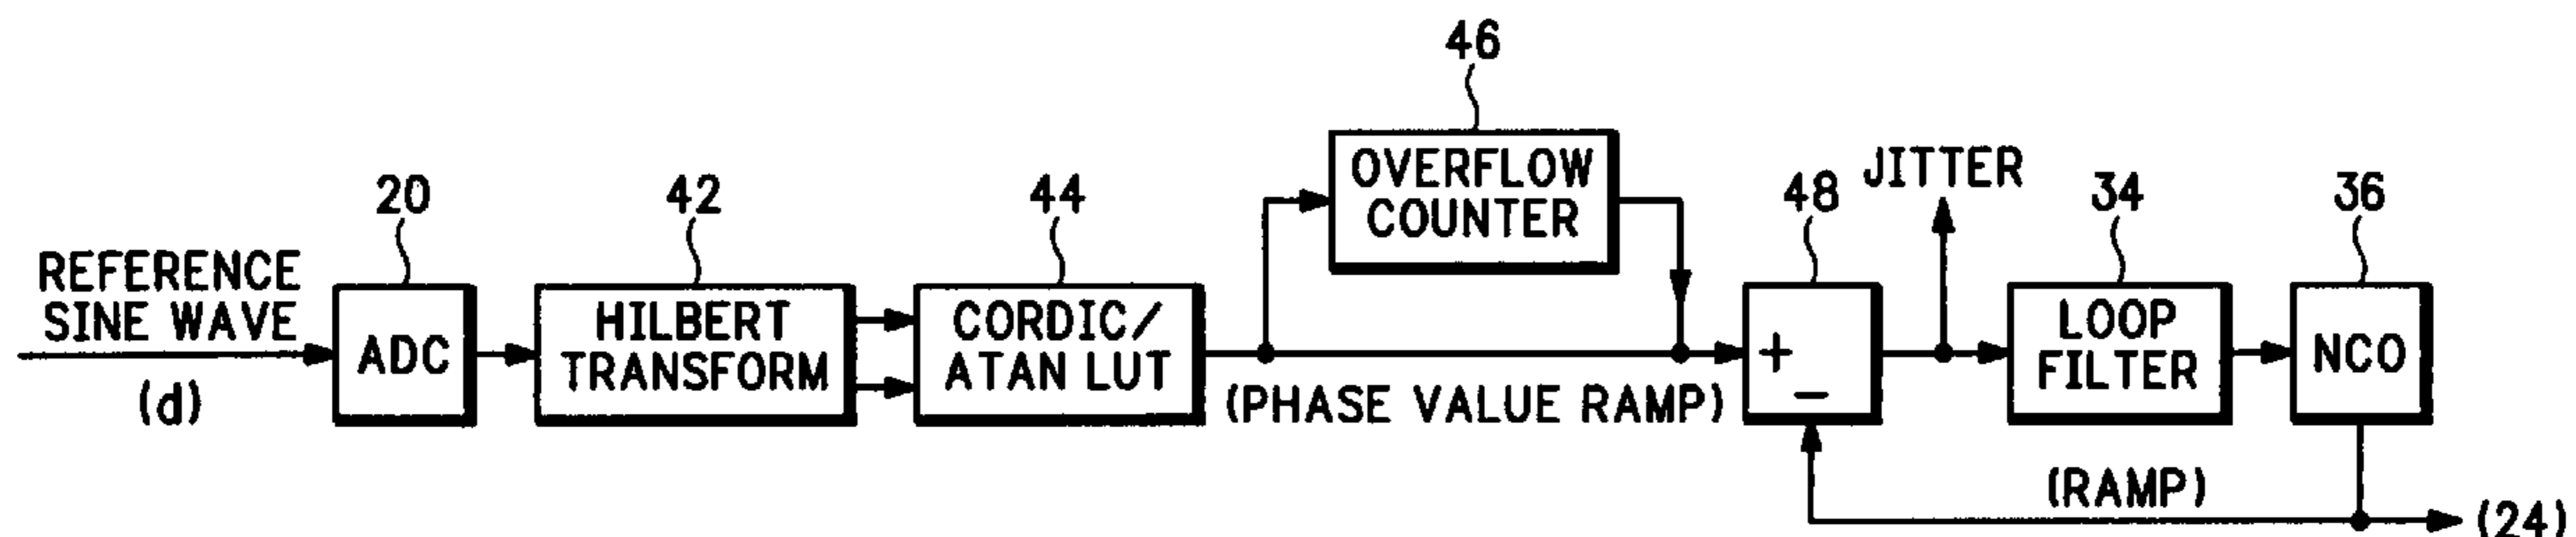 46
OVERFLOW
COUNTER
20
42
44
48
JITTER
34
36
REFERENCE
SINE WAVE
(d)
ADC
HILBERT
TRANSFORM
CORDIC/
ATAN LUT
(PHASE VALUE RAMP)
+
−
LOOP
FILTER
NCO
(RAMP)
(24)